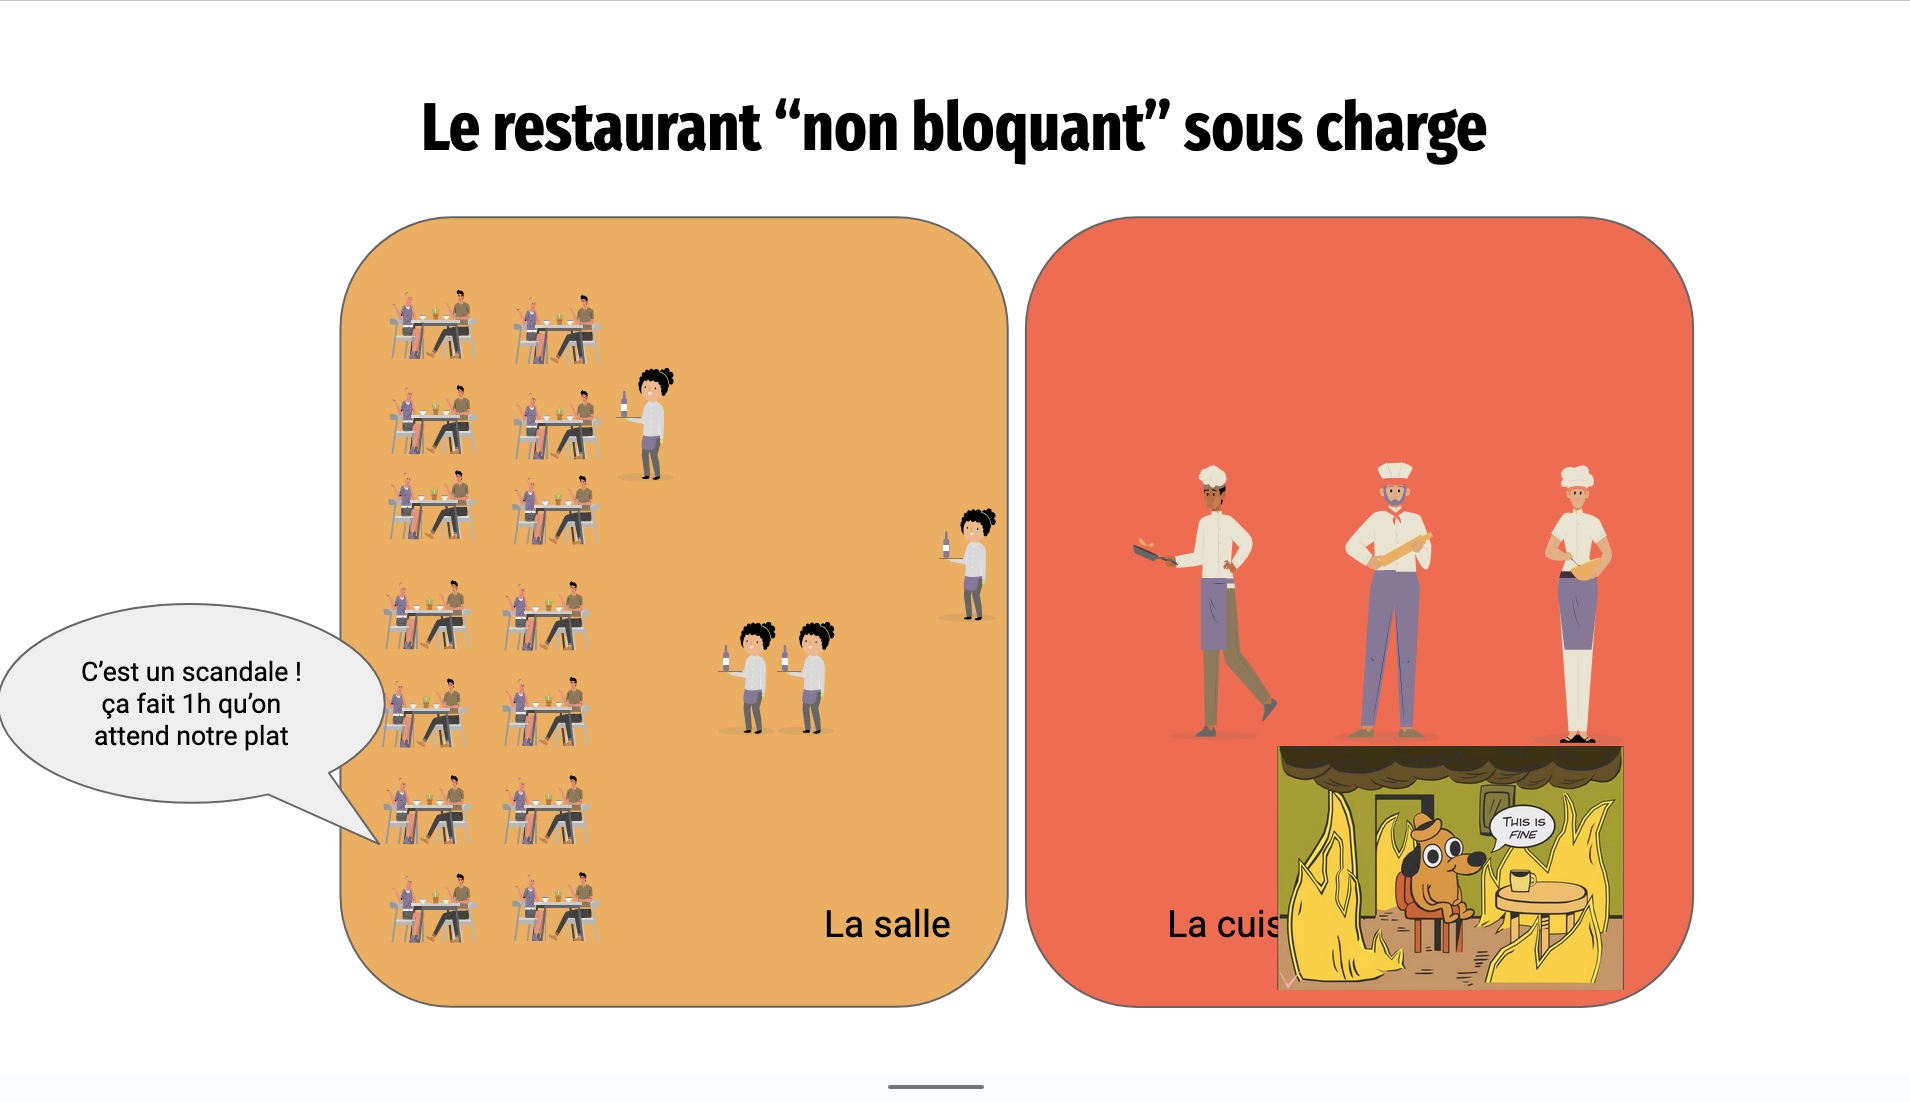 Le restaurant “non bloquant” sous charge
C’est un scandale !
ça fait 1h qu’on
attend notre plat
La salle
La cuis
THIS IS
FINE